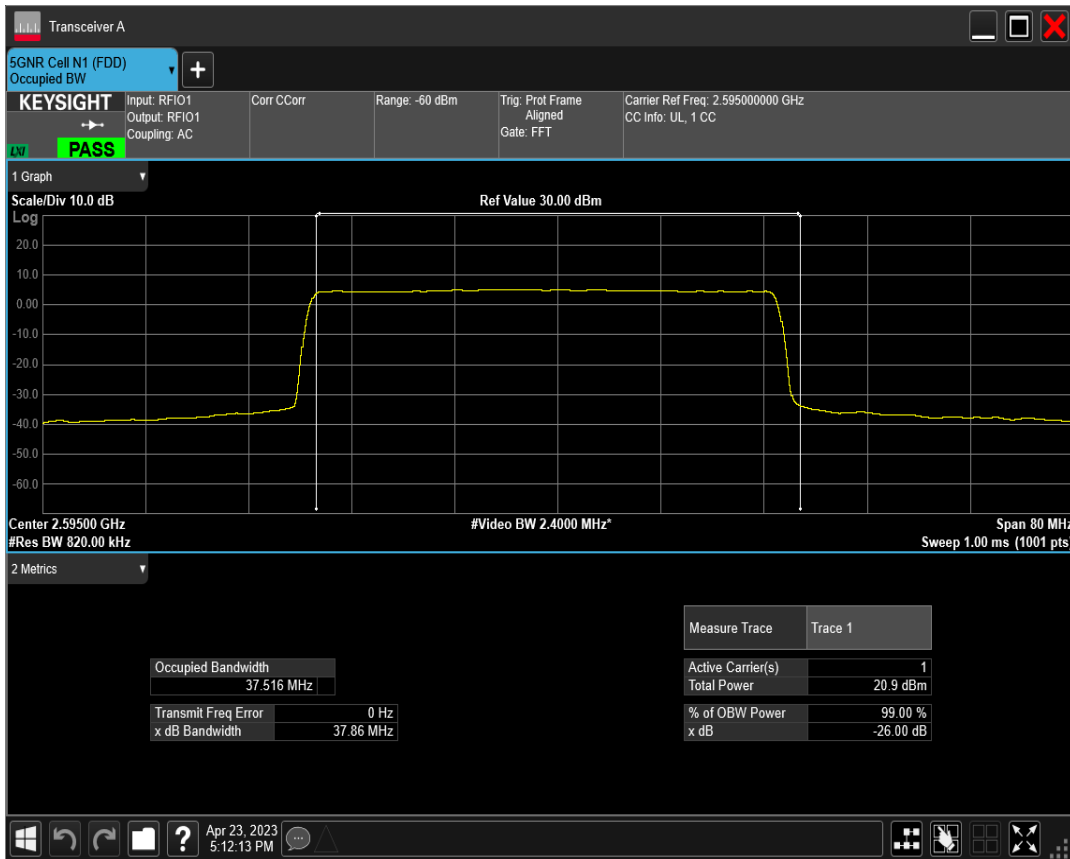 Transceiver A
5GNR Cell N1 (FDD)
Occupied BW
+
KEYSIGHT
LXI
PASS
Input: RFIO1
Output: RFIO1
Coupling: AC
Corr CCorr
Range: -60 dBm
Trig: Prot Frame
Aligned
Gate: FFT
Carrier Ref Freq: 2.595000000 GHz
CC Info: UL, 1 CC
1 Graph
Scale/Div 10.0 dB
Ref Value 30.00 dBm
Log
20.0
10.0
0.00
-10.0
-20.0
-30.0
-40.0
-50.0
-60.0
Center 2.59500 GHz
#Video BW 2.4000 MHz*
Span 80 MHz
#Res BW 820.00 kHz
Sweep 1.00 ms (1001 pts)
2 Metrics
Measure Trace Trace 1
Occupied Bandwidth
37.516 MHz
Active Carrier(s) 1
Total Power 20.9 dBm
Transmit Freq Error 0 Hz
x dB Bandwidth 37.86 MHz
% of OBW Power 99.00 %
x dB -26.00 dB
?
Apr 23, 2023
5:12:13 PM